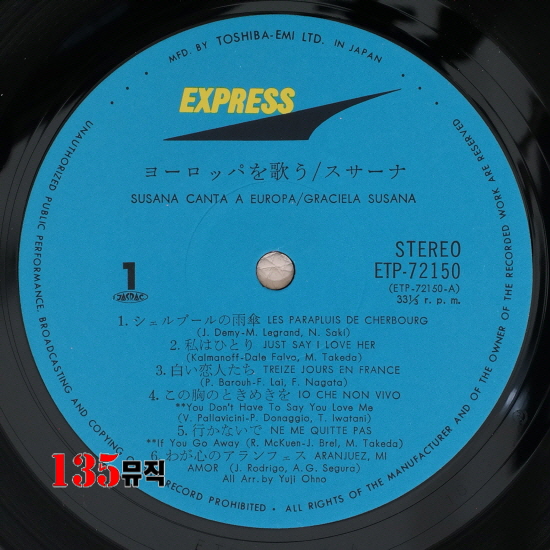 MFD. BY TOSHIBA-EMI LTD. IN JAPAN
EXPRESS
ヨーロッパを歌う/スサーナ
SUSANA CANTA A EUROPA/GRACIELA SUSANA
STEREO
1
ETP-72150
JASRAC
(ETP-72150-A)
33⅓ r. p. m.
1. シェルブールの雨傘 LES PARAPLUIS DE CHERBOURG
(J. Demy-M. Legrand, N. Saki)
2. 私はひとり JUST SAY I LOVE HER
(Kalmanoff-Dale Falvo, M. Takeda)
3. 白い恋人たち TREIZE JOURS EN FRANCE
(P. Barouh-F. Lai, F. Nagata)
4. この胸のときめきを IO CHE NON VIVO
**You Don't Have To Say You Love Me
(V. Pallavicini-P. Donaggio, T. Iwatani)
5. 行かないで NE ME QUITTE PAS
**If You Go Away (R. McKuen-J. Brel, M. Takeda)
6. わが心のアランフェス ARANJUEZ, MI
AMOR (J. Rodrigo, A.G. Segura)
All Arr. by Yuji Ohno
135뮤직
UNAUTHORIZED PUBLIC PERFORMANCE, BROADCASTING AND COPYING OF RECORD PROHIBITED • ALL RIGHTS OF THE MANUFACTURER AND OF THE OWNER OF THE RECORDED WORK ARE RESERVED